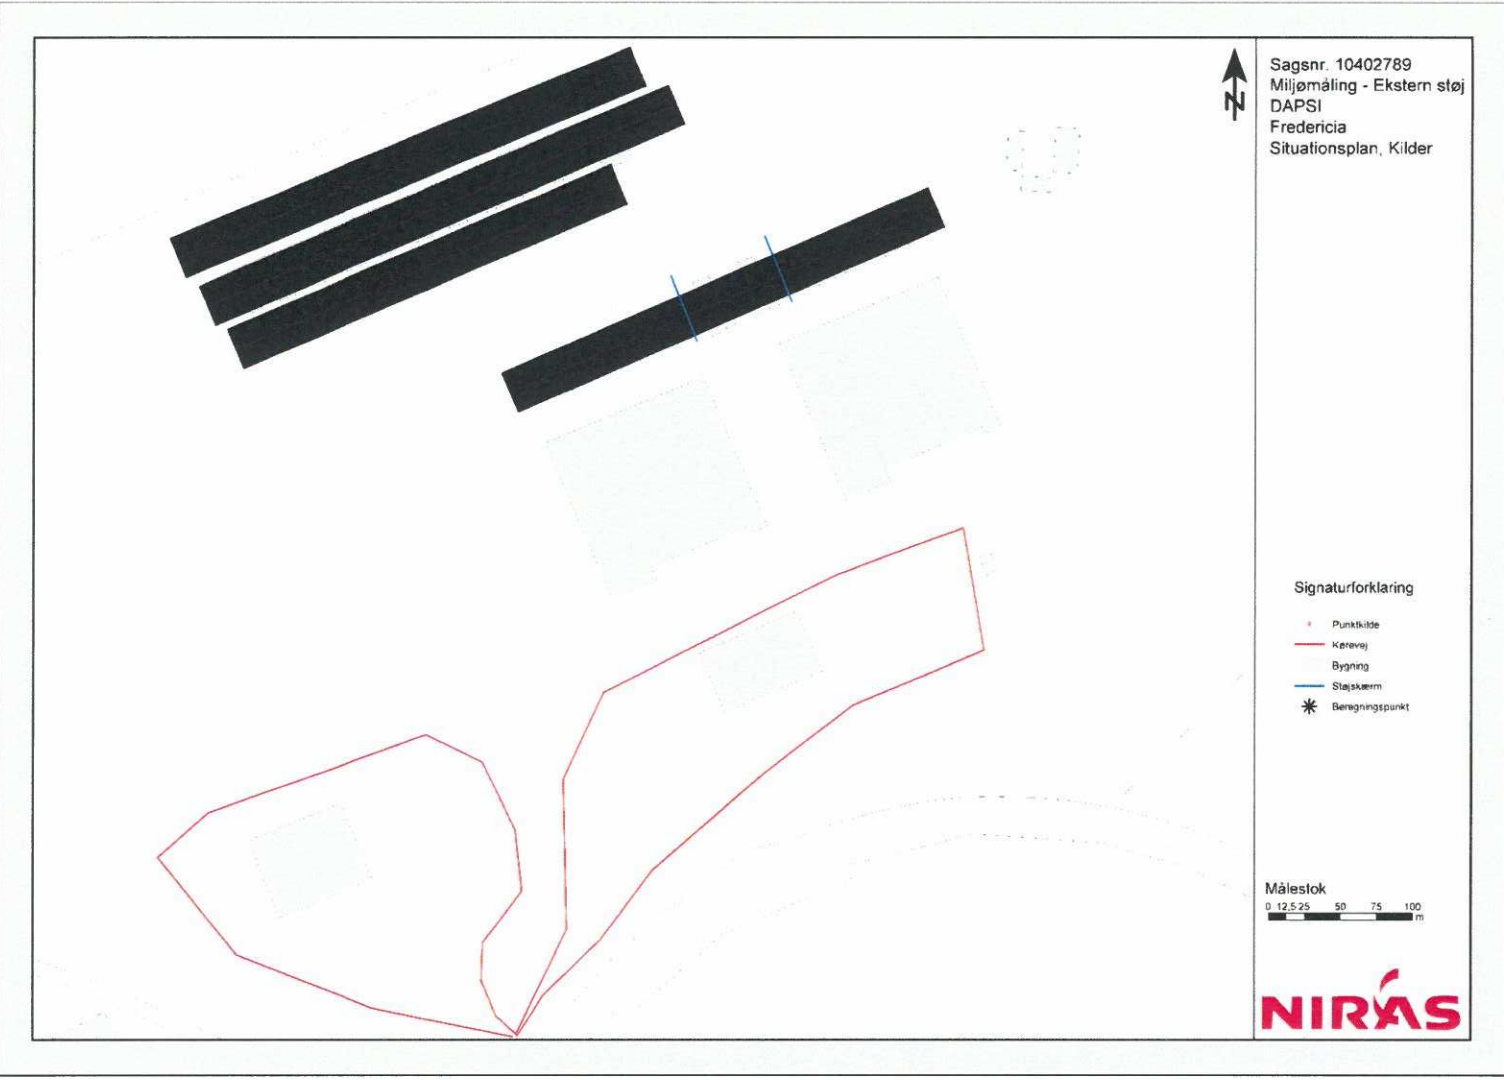 N
Sagsnr. 10402789
Miljømåling - Ekstern støj
DAPSI
Fredericia
Situationsplan, Kilder
Signaturforklaring
Punktkilde
Kørevej
Bygning
Støjskærm
Beregningspunkt
Målestok
0 12,5 25 50 75 100
m
NIRAS